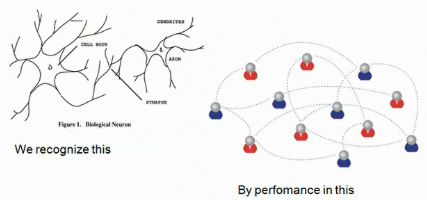 DENDRITES
CELL BODY
AXON
SYNAPSE
Figure 1. Biological Neuron
We recognize this
By perfomance in this